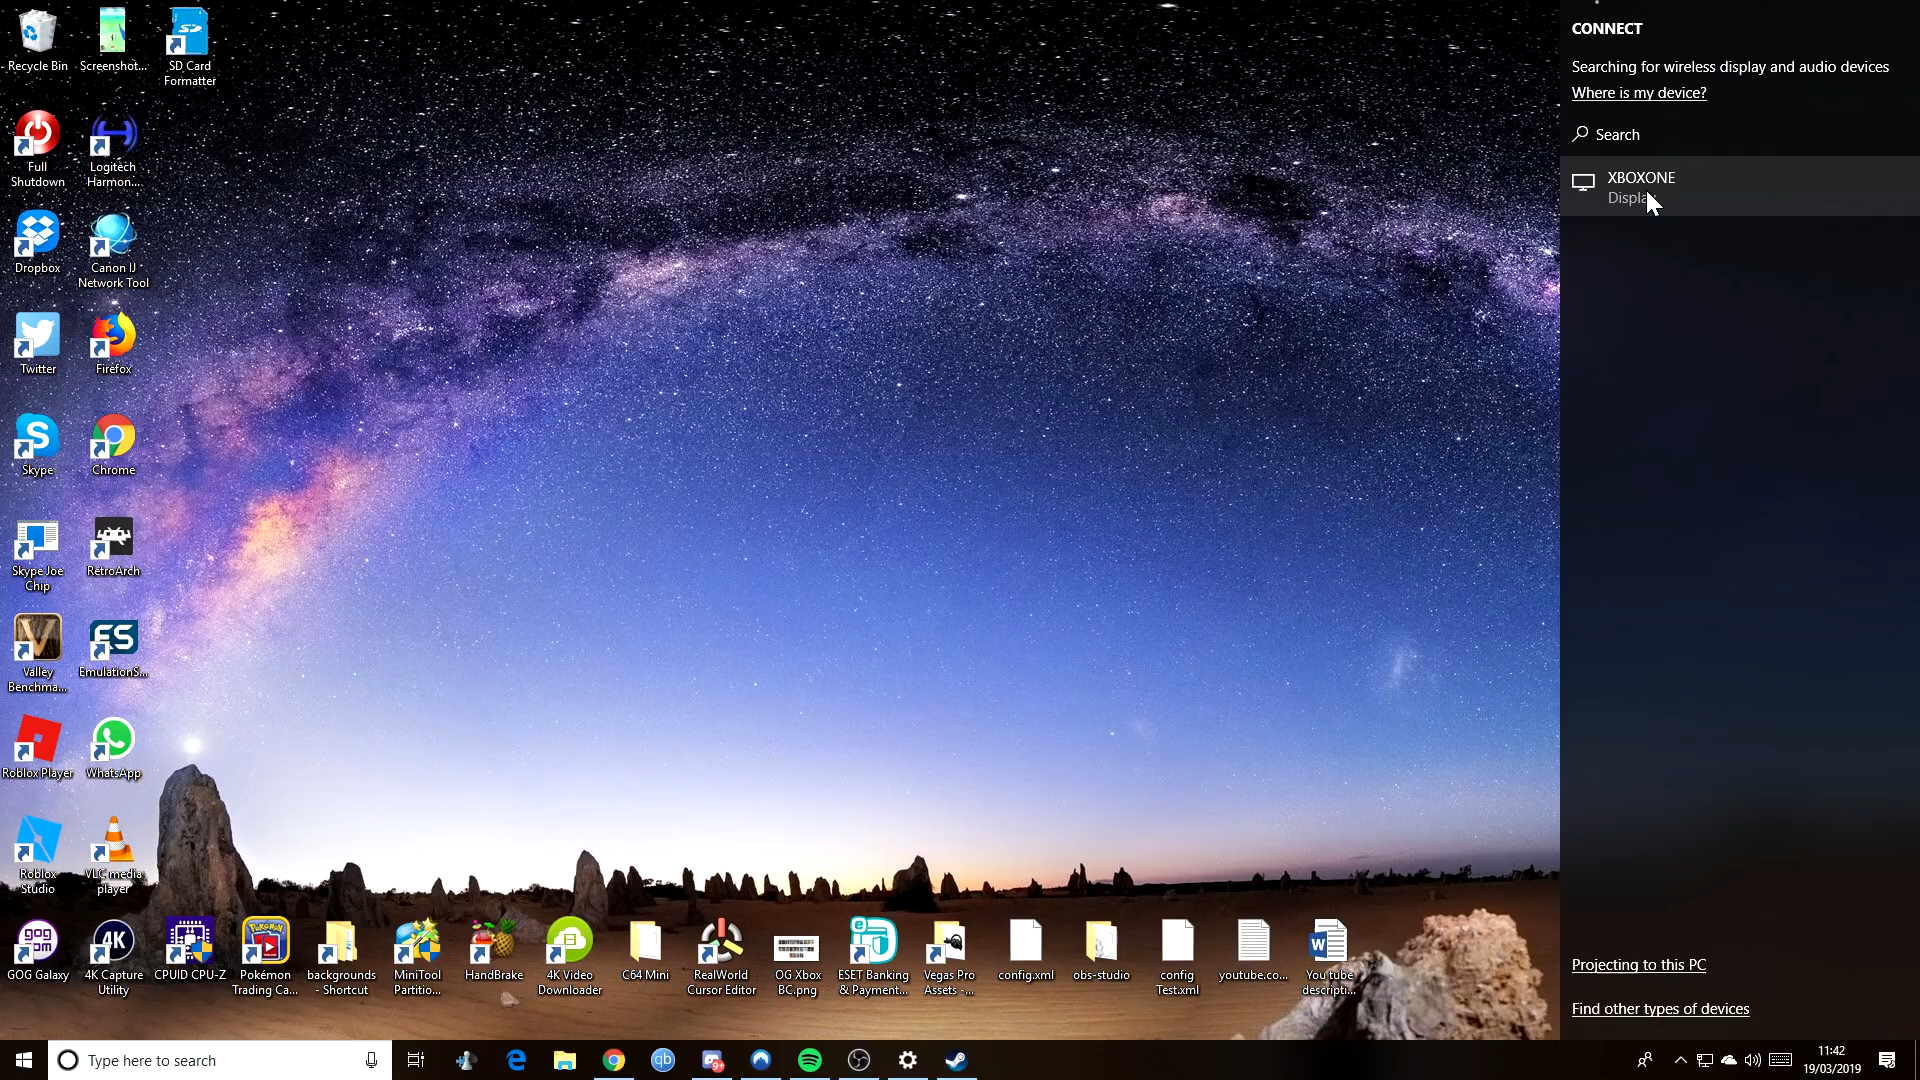 Recycle Bin
Screenshot...
SD Card
Formatter
Full
Shutdown
Logitech
Harmon...
Dropbox
Canon IJ
Network Tool
Twitter
Firefox
Skype
Chrome
Skype Joe
Chip
RetroArch
Valley
Benchma...
EmulationS...
Roblox Player
WhatsApp
Roblox
Studio
VLC media
player
GOG Galaxy
4K Capture
Utility
CPUID CPU-Z
Pokémon
Trading Ca...
backgrounds
- Shortcut
MiniTool
Partitio...
HandBrake
4K Video
Downloader
C64 Mini
RealWorld
Cursor Editor
OG Xbox
BC.png
ESET Banking
& Payment...
Vegas Pro
Assets -...
config.xml
obs-studio
config
Test.xml
youtube.co...
You tube
descripti...
CONNECT
Searching for wireless display and audio devices
Where is my device?
Search
XBOXONE
Display
Projecting to this PC
Find other types of devices
Type here to search
11:42
19/03/2019